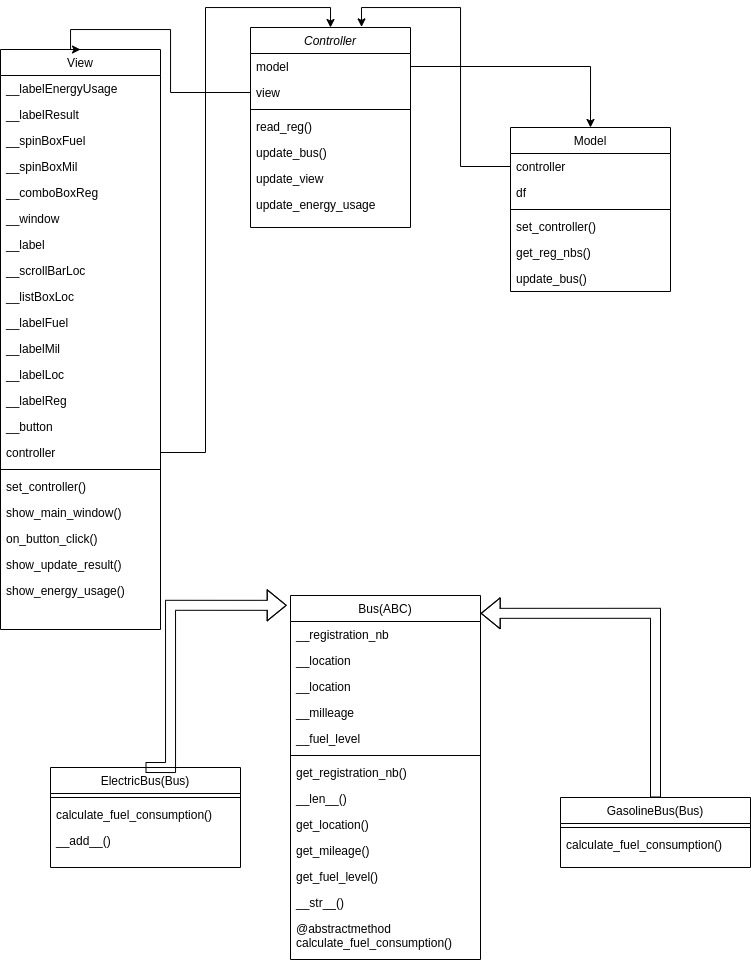 Controller
model
view
read_reg()
update_bus()
update_view
update_energy_usage
View
__labelEnergyUsage
__labelResult
__spinBoxFuel
__spinBoxMil
__comboBoxReg
__window
__label
__scrollBarLoc
__listBoxLoc
__labelFuel
__labelMil
__labelLoc
__labelReg
__button
controller
set_controller()
show_main_window()
on_button_click()
show_update_result()
show_energy_usage()
Model
controller
df
set_controller()
get_reg_nbs()
update_bus()
Bus(ABC)
__registration_nb
__location
__location
__milleage
__fuel_level
get_registration_nb()
__len__()
get_location()
get_mileage()
get_fuel_level()
__str__()
@abstractmethod
calculate_fuel_consumption()
ElectricBus(Bus)
calculate_fuel_consumption()
__add__()
GasolineBus(Bus)
calculate_fuel_consumption()